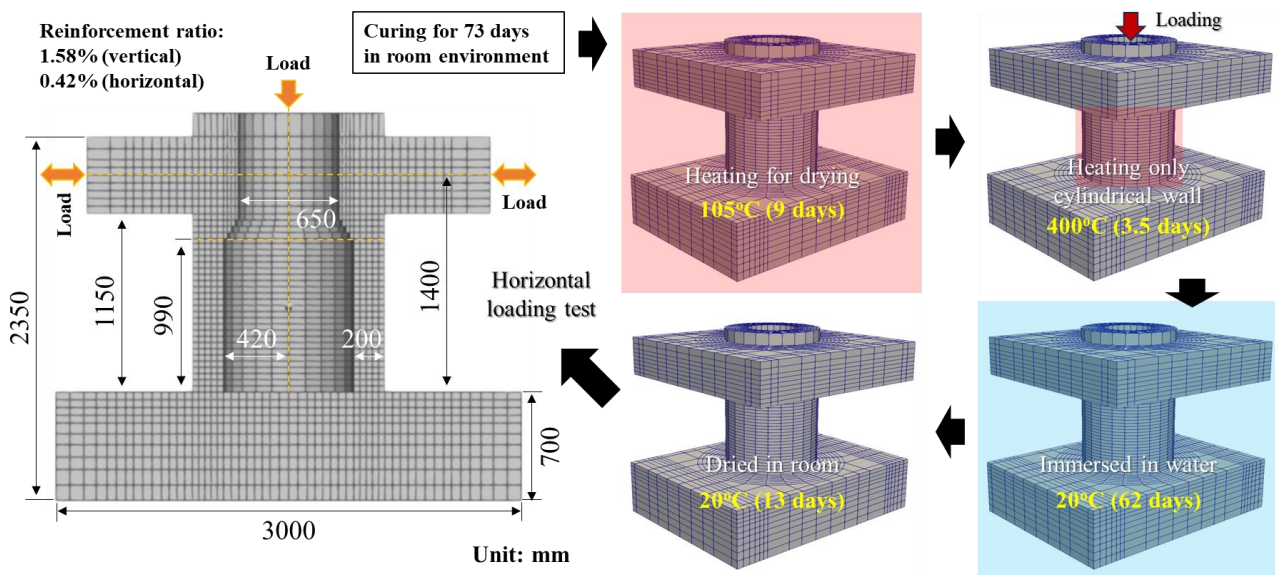 Reinforcement ratio:
1.58% (vertical)
0.42% (horizontal)
Curing for 73 days
in room environment
Load
Load
Load
650
2350
1150
990
1400
420
200
700
3000
Unit: mm
Heating for drying
105°C (9 days)
Loading
Heating only
cylindrical wall
400°C (3.5 days)
Horizontal
loading test
Dried in room
20°C (13 days)
Immersed in water
20°C (62 days)